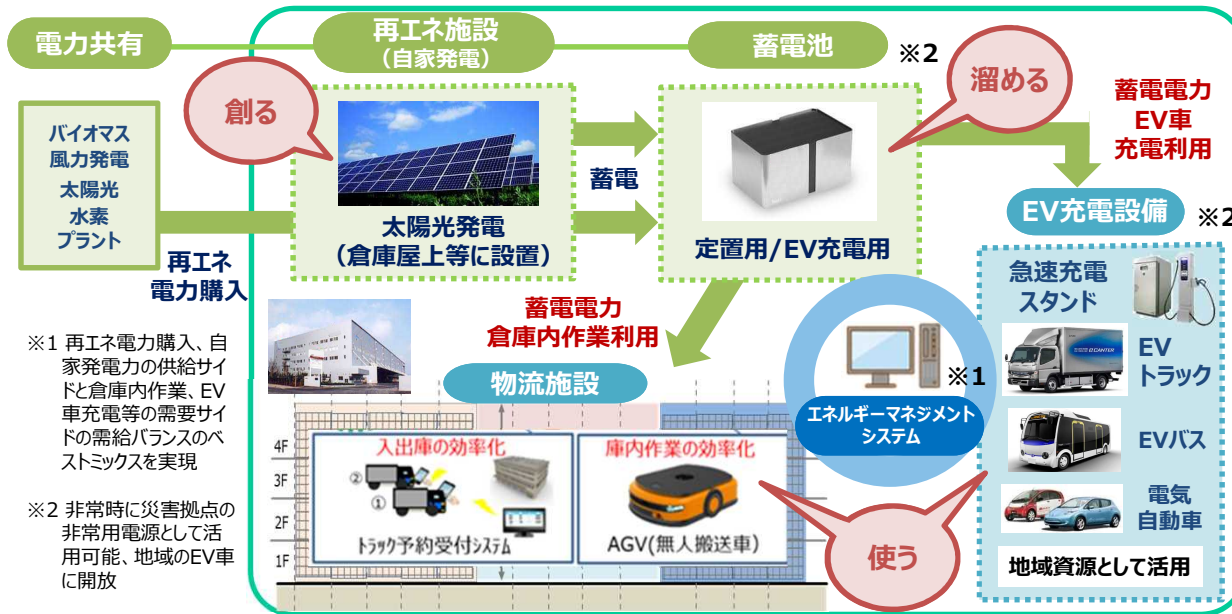 電力共有
再エネ施設
（自家発電）
蓄電池
※2
創る
溜める
バイオマス
風力発電
太陽光
水素
プラント
再エネ
電力購入
太陽光発電
（倉庫屋上等に設置）
蓄電
定置用/EV充電用
蓄電電力
EV車
充電利用
EV充電設備
※2
急速充電
スタンド
EV
トラック
EVバス
電気
自動車
地域資源として活用
蓄電電力
倉庫内作業利用
物流施設
※1
エネルギーマネジメント
システム
※1 再エネ電力購入、自
家発電力の供給サイ
ドと倉庫内作業、EV
車充電等の需要サイ
ドの需給バランスのベ
ストミックスを実現
※2 非常時に災害拠点の
非常用電源として活
用可能、地域のEV車
に開放
4F
3F
2F
1F
入出庫の効率化
②
①
トラック予約受付システム
庫内作業の効率化
AGV(無人搬送車)
使う